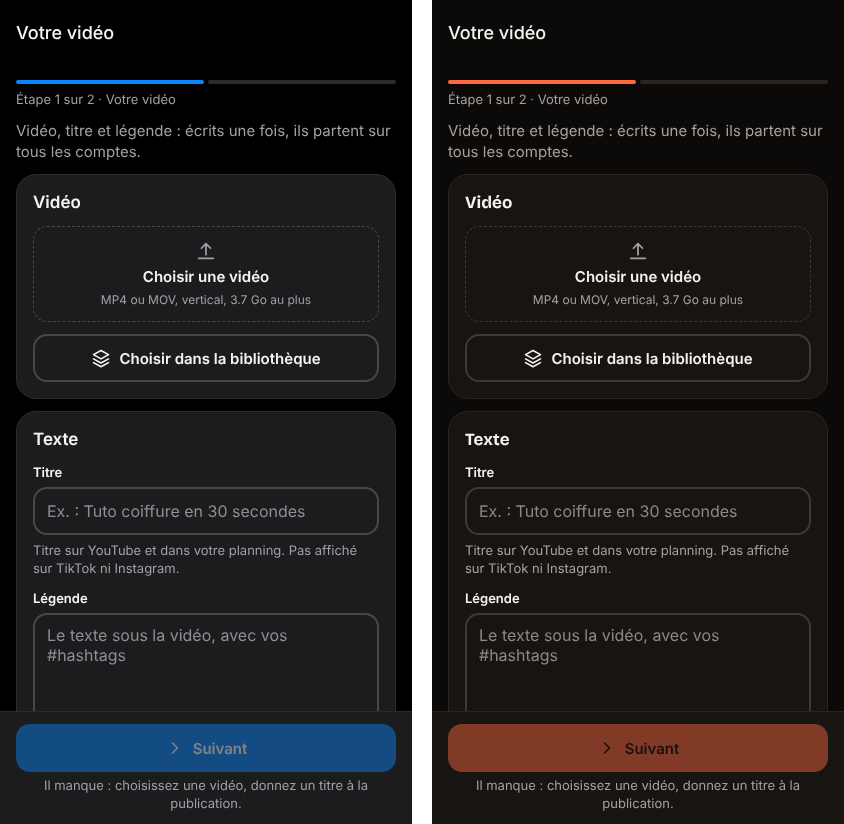 Votre vidéo
Étape 1 sur 2 · Votre vidéo
Vidéo, titre et légende : écrits une fois, ils partent sur
tous les comptes.
Vidéo
Choisir une vidéo
MP4 ou MOV, vertical, 3.7 Go au plus
Choisir dans la bibliothèque
Texte
Titre
Ex. : Tuto coiffure en 30 secondes
Titre sur YouTube et dans votre planning. Pas affiché
sur TikTok ni Instagram.
Légende
Le texte sous la vidéo, avec vos
#hashtags
Suivant
Il manque : choisissez une vidéo, donnez un titre à la
publication.
Votre vidéo
Étape 1 sur 2 · Votre vidéo
Vidéo, titre et légende : écrits une fois, ils partent sur
tous les comptes.
Vidéo
Choisir une vidéo
MP4 ou MOV, vertical, 3.7 Go au plus
Choisir dans la bibliothèque
Texte
Titre
Ex. : Tuto coiffure en 30 secondes
Titre sur YouTube et dans votre planning. Pas affiché
sur TikTok ni Instagram.
Légende
Le texte sous la vidéo, avec vos
#hashtags
Suivant
Il manque : choisissez une vidéo, donnez un titre à la
publication.